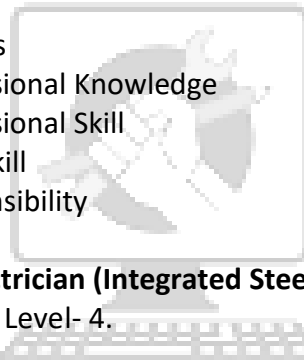 sional Knowledge
sional Skill
kill
nsibility
trician (Integrated Stee
Level- 4.